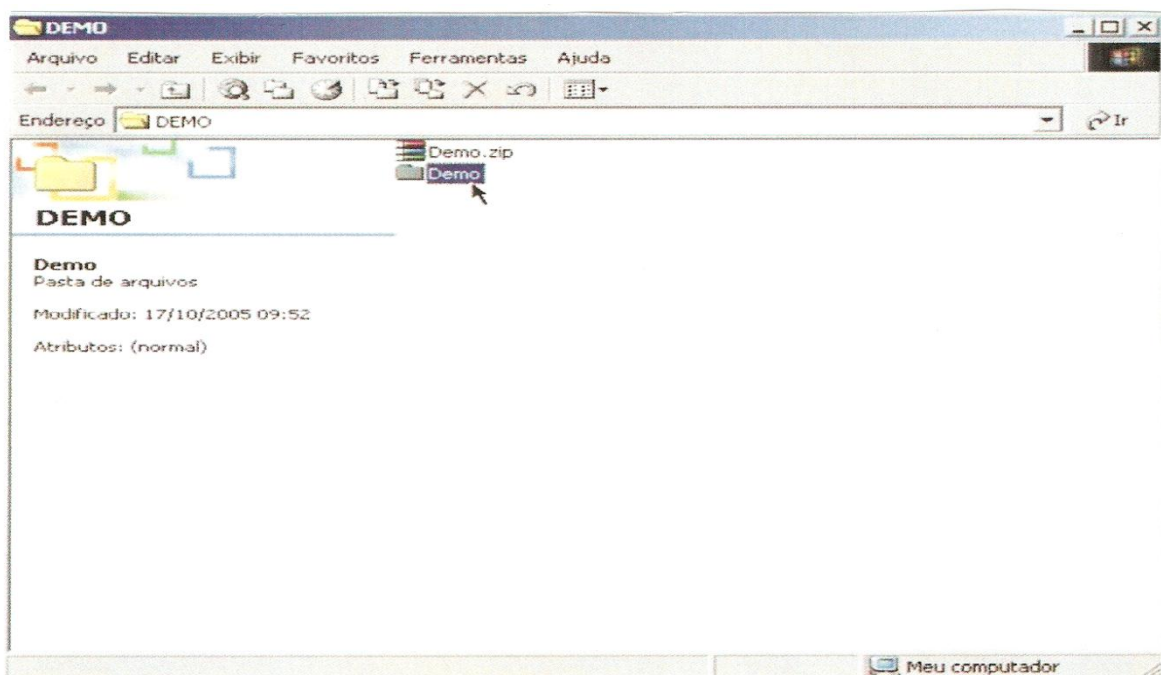 DEMO
Arquivo Editar Exibir Favoritos Ferramentas Ajuda
Endereço DEMO Ir
Demo.zip
Demo
DEMO
Demo
Pasta de arquivos
Modificado: 17/10/2005 09:52
Atributos: (normal)
Meu computador